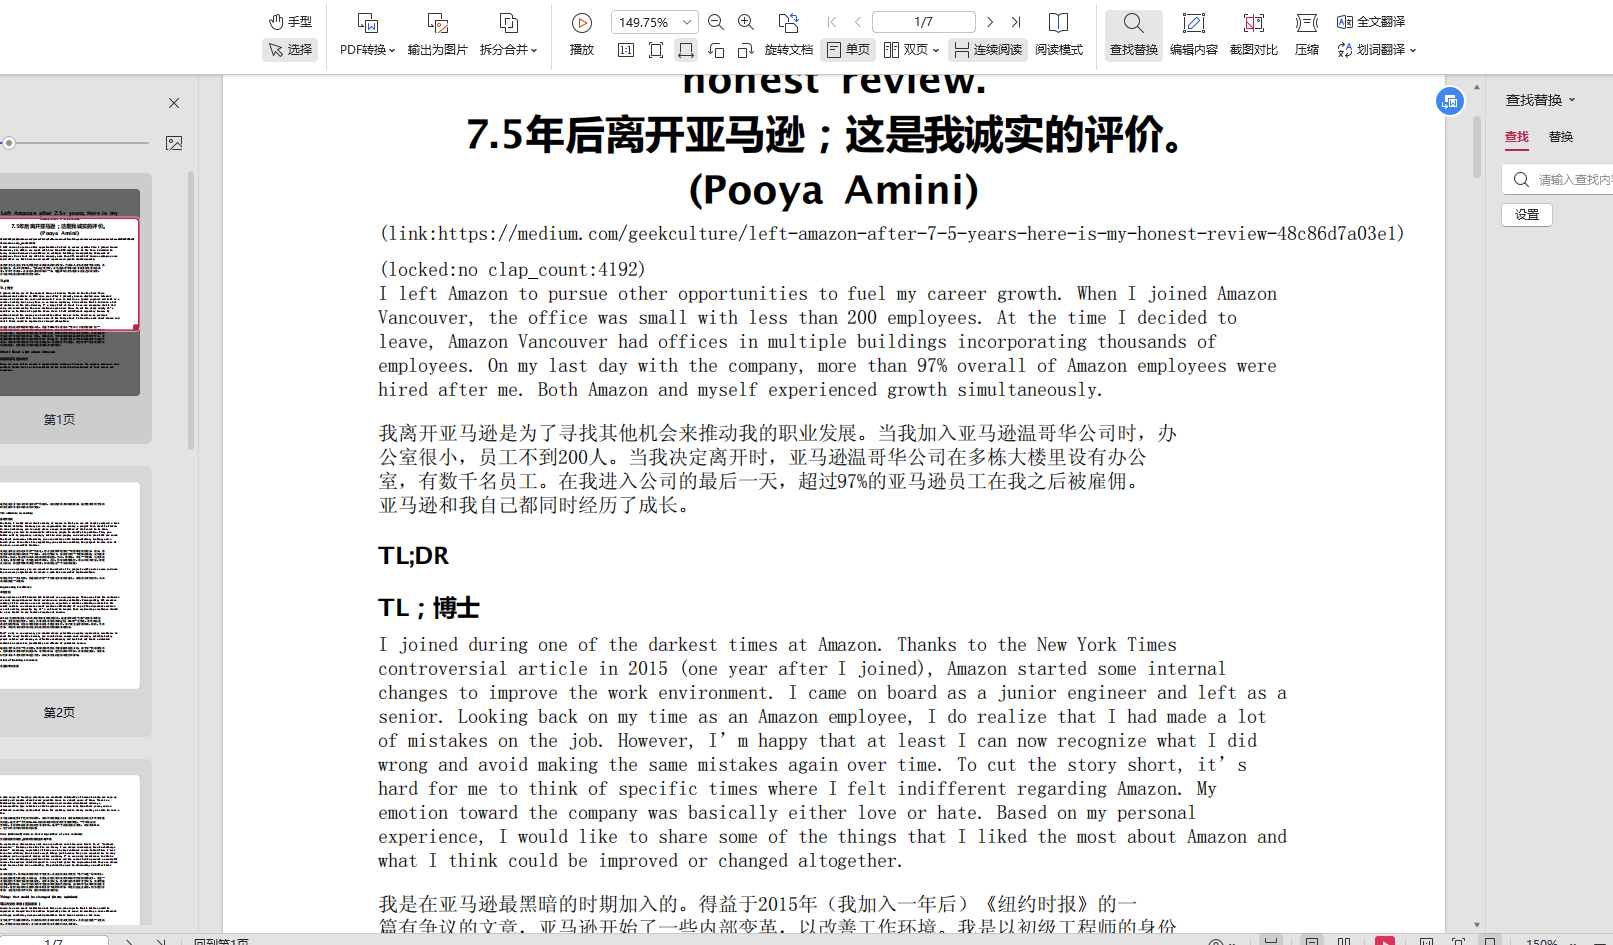 手型
选择
PDF转换
输出为图片
拆分合并
播放
149.75%
1:1
旋转文档
1/7
单页
双页
连续阅读
阅读模式
查找替换
编辑内容
截图对比
压缩
全文翻译
划词翻译
第1页
第2页
honest review.
7.5年后离开亚马逊；这是我诚实的评价。
(Pooya Amini)
(link:https://medium.com/geekculture/left-amazon-after-7-5-years-here-is-my-honest-review-48c86d7a03e1)
(locked:no clap_count:4192)
I left Amazon to pursue other opportunities to fuel my career growth. When I joined Amazon
Vancouver, the office was small with less than 200 employees. At the time I decided to
leave, Amazon Vancouver had offices in multiple buildings incorporating thousands of
employees. On my last day with the company, more than 97% overall of Amazon employees were
hired after me. Both Amazon and myself experienced growth simultaneously.
我离开亚马逊是为了寻找其他机会来推动我的职业发展。当我加入亚马逊温哥华公司时，办
公室很小，员工不到200人。当我决定离开时，亚马逊温哥华公司在多栋大楼里设有办公
室，有数千名员工。在我进入公司的最后一天，超过97%的亚马逊员工在我之后被雇佣。
亚马逊和我自己都同时经历了成长。
TL;DR
TL；博士
I joined during one of the darkest times at Amazon. Thanks to the New York Times
controversial article in 2015 (one year after I joined), Amazon started some internal
changes to improve the work environment. I came on board as a junior engineer and left as a
senior. Looking back on my time as an Amazon employee, I do realize that I had made a lot
of mistakes on the job. However, I’m happy that at least I can now recognize what I did
wrong and avoid making the same mistakes again over time. To cut the story short, it’s
hard for me to think of specific times where I felt indifferent regarding Amazon. My
emotion toward the company was basically either love or hate. Based on my personal
experience, I would like to share some of the things that I liked the most about Amazon and
what I think could be improved or changed altogether.
我是在亚马逊最黑暗的时期加入的。得益于2015年（我加入一年后）《纽约时报》的一
篇有争议的文章，亚马逊开始了一些内部变革，以改善工作环境。我是以初级工程师的身份
查找替换
查找
替换
请输入查找内容
设置
1/7
回到第1页
150%